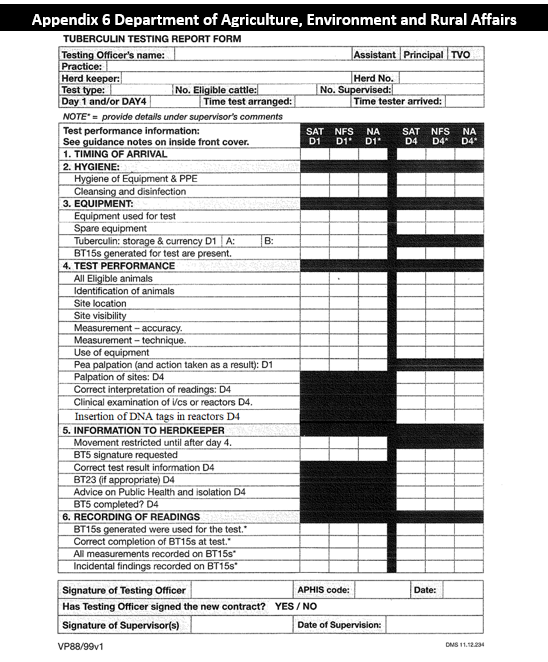 Appendix 6 Department of Agriculture, Environment and Rural Affairs
TUBERCULIN TESTING REPORT FORM
Testing Officer's name: Assistant Principal TVO
Practice:
Herd keeper: Herd No.
Test type: No. Eligible cattle: No. Supervised:
Day 1 and/or DAY4 Time test arranged: Time tester arrived:
NOTE* = provide details under supervisor's comments
Test performance information: SAT NFS NA SAT NFS NA
See guidance notes on inside front cover. D1 D1* D1* D4 D4* D4*
1. TIMING OF ARRIVAL
2. HYGIENE:
Hygiene of Equipment & PPE
Cleansing and disinfection
3. EQUIPMENT:
Equipment used for test
Spare equipment
Tuberculin: storage & currency D1 A: B:
BT15s generated for test are present.
4. TEST PERFORMANCE
All Eligible animals
Identification of animals
Site location
Site visibility
Measurement – accuracy.
Measurement – technique.
Use of equipment
Pea palpation (and action taken as a result): D1
Palpation of sites: D4
Correct interpretation of readings: D4
Clinical examination of i/cs or reactors D4.
Insertion of DNA tags in reactors D4
5. INFORMATION TO HERDKEEPER
Movement restricted until after day 4.
BT5 signature requested
Correct test result information D4
BT23 (if appropriate) D4
Advice on Public Health and isolation D4
BT5 completed? D4
6. RECORDING OF READINGS
BT15s generated were used for the test.*
Correct completion of BT15s at test.*
All measurements recorded on BT15s*
Incidental findings recorded on BT15s*
Signature of Testing Officer APHIS code: Date:
Has Testing Officer signed the new contract? YES / NO
Signature of Supervisor(s) Date of Supervision:
VP88/99v1 DMS 11.12.234